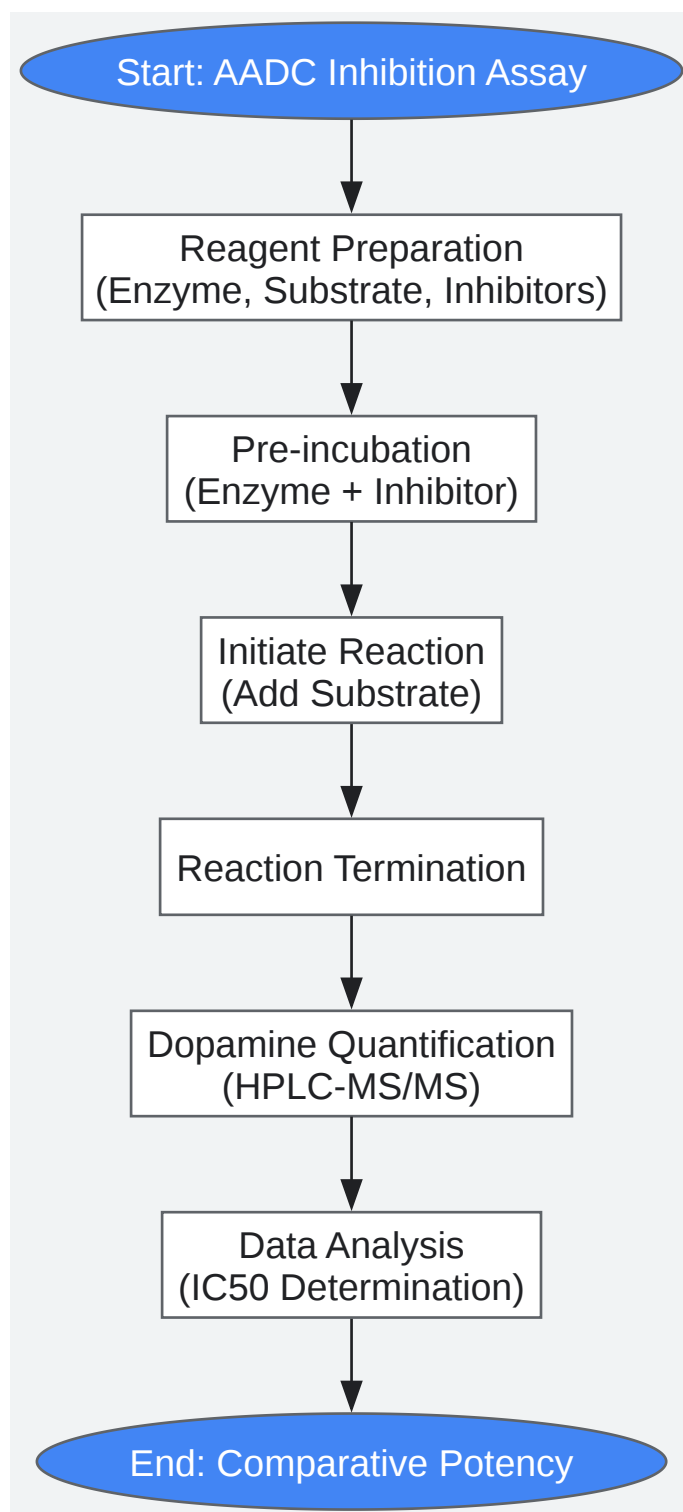 Start: AADC Inhibition Assay
Reagent Preparation
(Enzyme, Substrate, Inhibitors)
Pre-incubation
(Enzyme + Inhibitor)
Initiate Reaction
(Add Substrate)
Reaction Termination
Dopamine Quantification
(HPLC-MS/MS)
Data Analysis
(IC50 Determination)
End: Comparative Potency